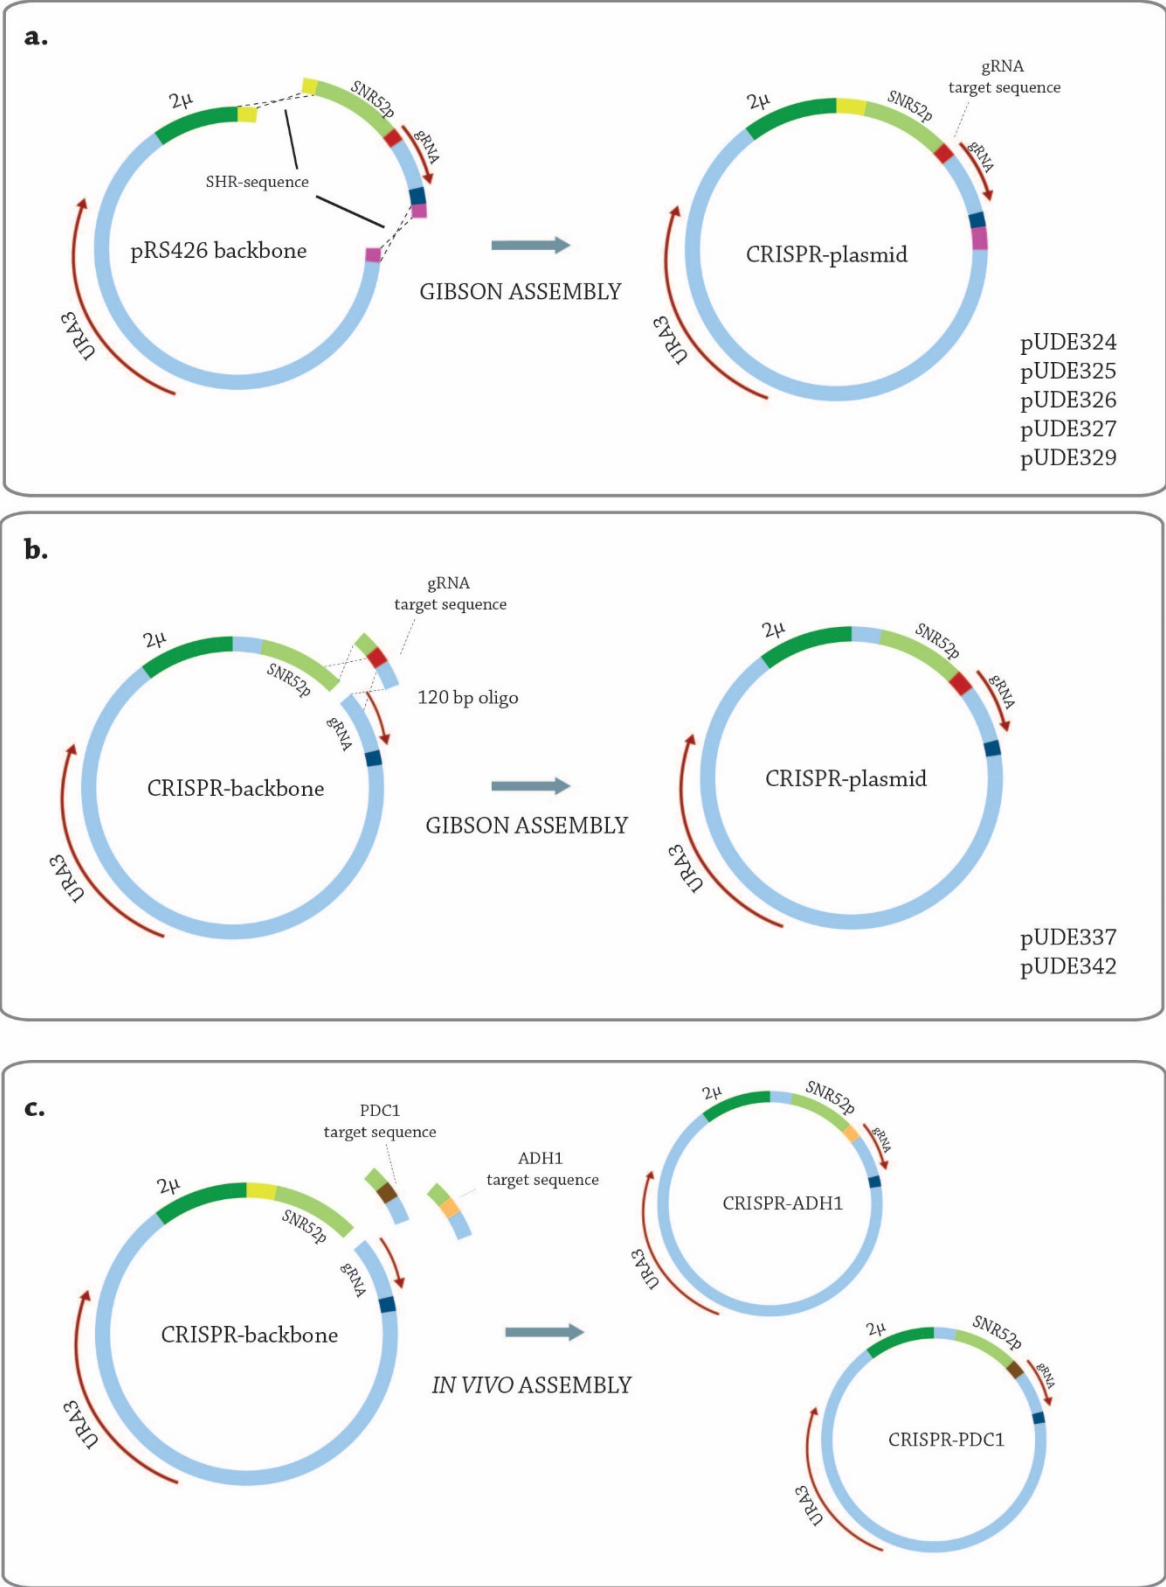 a.
2µ
SNR52p
gRNA
SHR-sequence
pRS426 backbone
URA3
GIBSON ASSEMBLY
gRNA
target sequence
2µ
SNR52p
gRNA
CRISPR-plasmid
URA3
pUDE324
pUDE325
pUDE326
pUDE327
pUDE329
b.
gRNA
target sequence
2µ
SNR52p
120 bp oligo
gRNA
CRISPR-backbone
URA3
GIBSON ASSEMBLY
2µ
SNR52p
gRNA
CRISPR-plasmid
URA3
pUDE337
pUDE342
c.
PDC1
target sequence
ADH1
target sequence
2µ
SNR52p
gRNA
CRISPR-backbone
URA3
IN VIVO ASSEMBLY
2µ
SNR52p
gRNA
CRISPR-ADH1
URA3
2µ
SNR52p
gRNA
CRISPR-PDC1
URA3